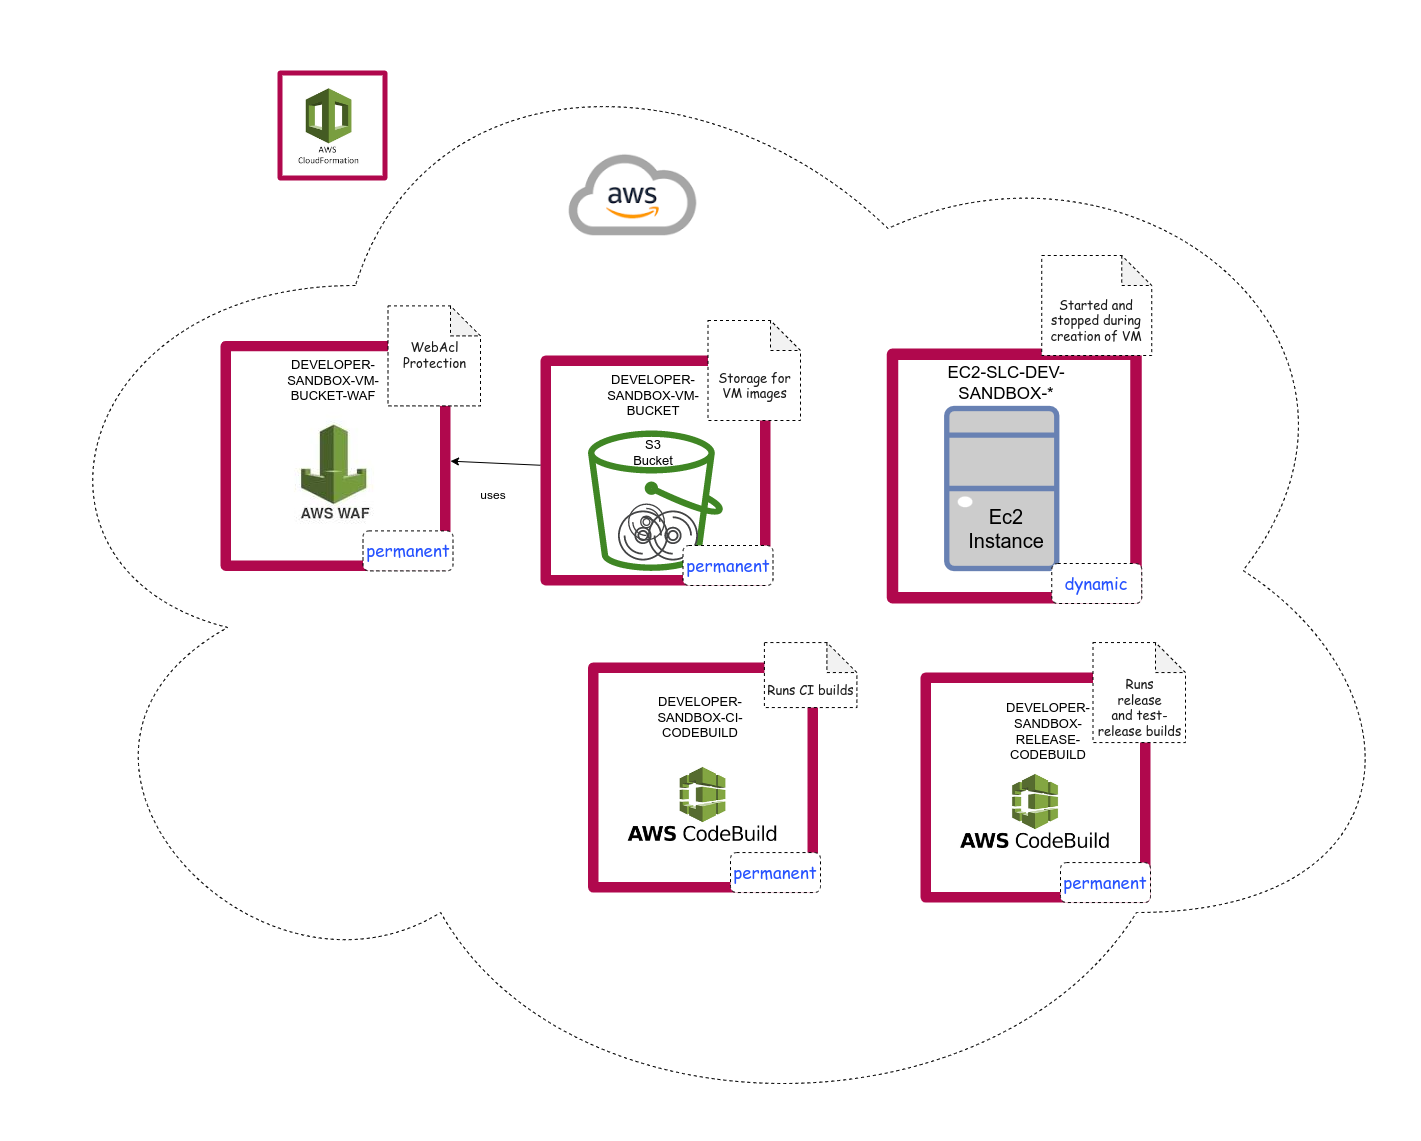 AWS
CloudFormation
aws
WebAcl
Protection
DEVELOPER-
SANDBOX-VM-
BUCKET-WAF
AWS WAF
permanent
uses
Storage for
VM images
DEVELOPER-
SANDBOX-VM-
BUCKET
S3
Bucket
permanent
Started and
stopped during
creation of VM
EC2-SLC-DEV-
SANDBOX-*
Ec2
Instance
dynamic
Runs CI builds
DEVELOPER-
SANDBOX-CI-
CODEBUILD
AWS CodeBuild
permanent
Runs
release
and test-
release builds
DEVELOPER-
SANDBOX-
RELEASE-
CODEBUILD
AWS CodeBuild
permanent